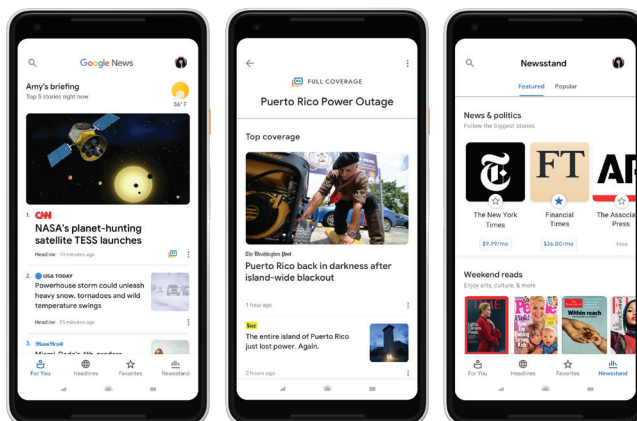 Google News
Amy's briefing
Top 5 stories right now
56° F
1. CNN
NASA's planet-hunting
satellite TESS launches
Headline · 10 minutes ago
2. USA TODAY
Powerhouse storm could unleash
heavy snow, tornadoes and wild
temperature swings
Headline · 25 minutes ago
3. Miami Herald
For You
Headlines
Favorites
Newsstand
FULL COVERAGE
Puerto Rico Power Outage
Top coverage
The Washington Post
Puerto Rico back in darkness after
island-wide blackout
1 hour ago
Vox
The entire island of Puerto Rico
just lost power. Again.
2 hours ago
Newsstand
Featured Popular
News & politics
Follow the biggest stories
FT
AP
The New York
Times
$9.99/mo
Financial
Times
$36.00/mo
The Associa
Press
Free
Weekend reads
Enjoy arts, culture, & more
TIME
People
Pink!
Within reach
For You
Headlines
Favorites
Newsstand